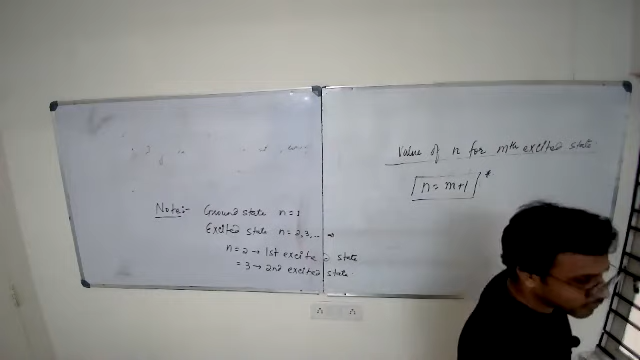 Note:-
Ground state n=1
Excited state n=2,3,... ∞
n=2 → 1st excited state
=3 → 2nd excited state
Value of n for mth excited state
n=m+1 *